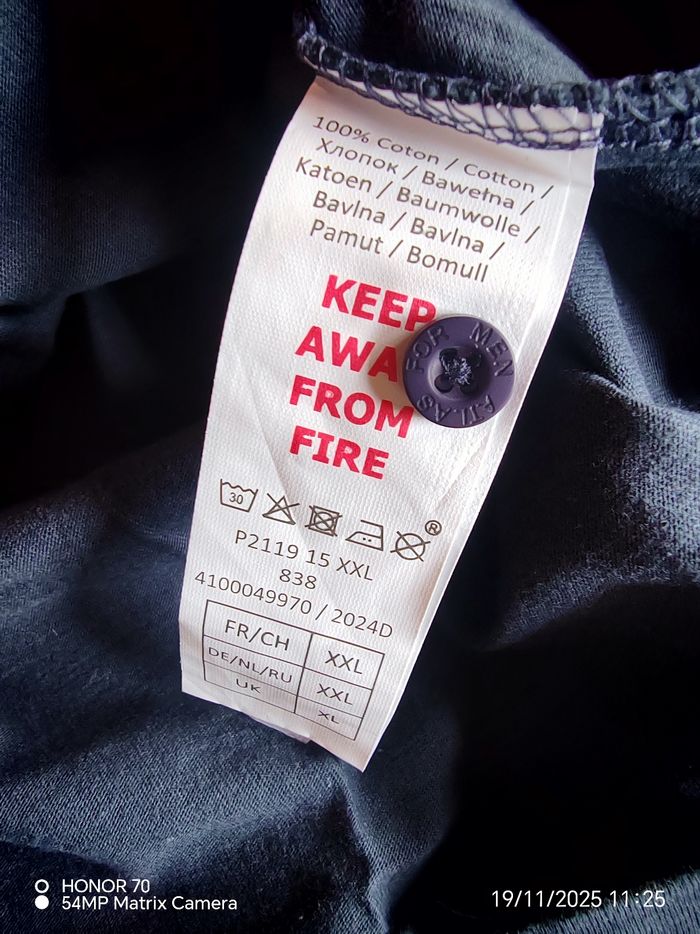 100% Coton / Cotton /
Хлопок / Bawełna /
Katoen / Baumwolle /
Bavlna / Bavlna /
Pamut / Bomull
KEEP
AWA
FROM
FIRE
FOR MEN
ATLAS
30
®
P2119 15 XXL
838
4100049970 / 2024D
FR/CH XXL
DE/NL/RU XXL
UK XL
HONOR 70
54MP Matrix Camera
19/11/2025 11:25